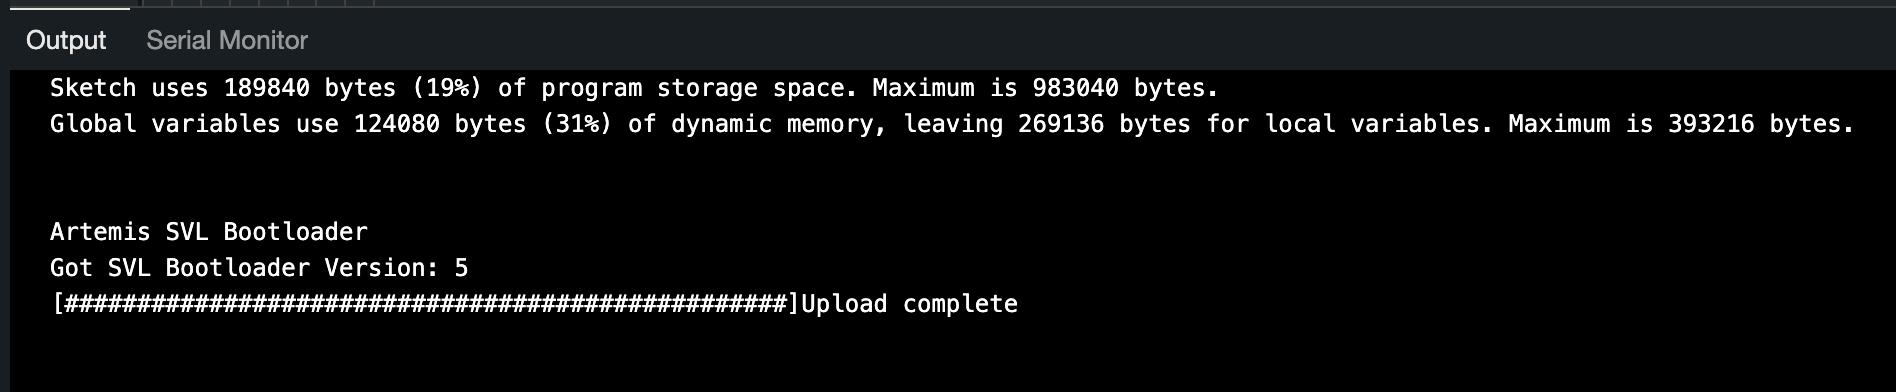 Output Serial Monitor
Sketch uses 189840 bytes (19%) of program storage space. Maximum is 983040 bytes.
Global variables use 124080 bytes (31%) of dynamic memory, leaving 269136 bytes for local variables. Maximum is 393216 bytes.
Artemis SVL Bootloader
Got SVL Bootloader Version: 5
[##################################################]Upload complete